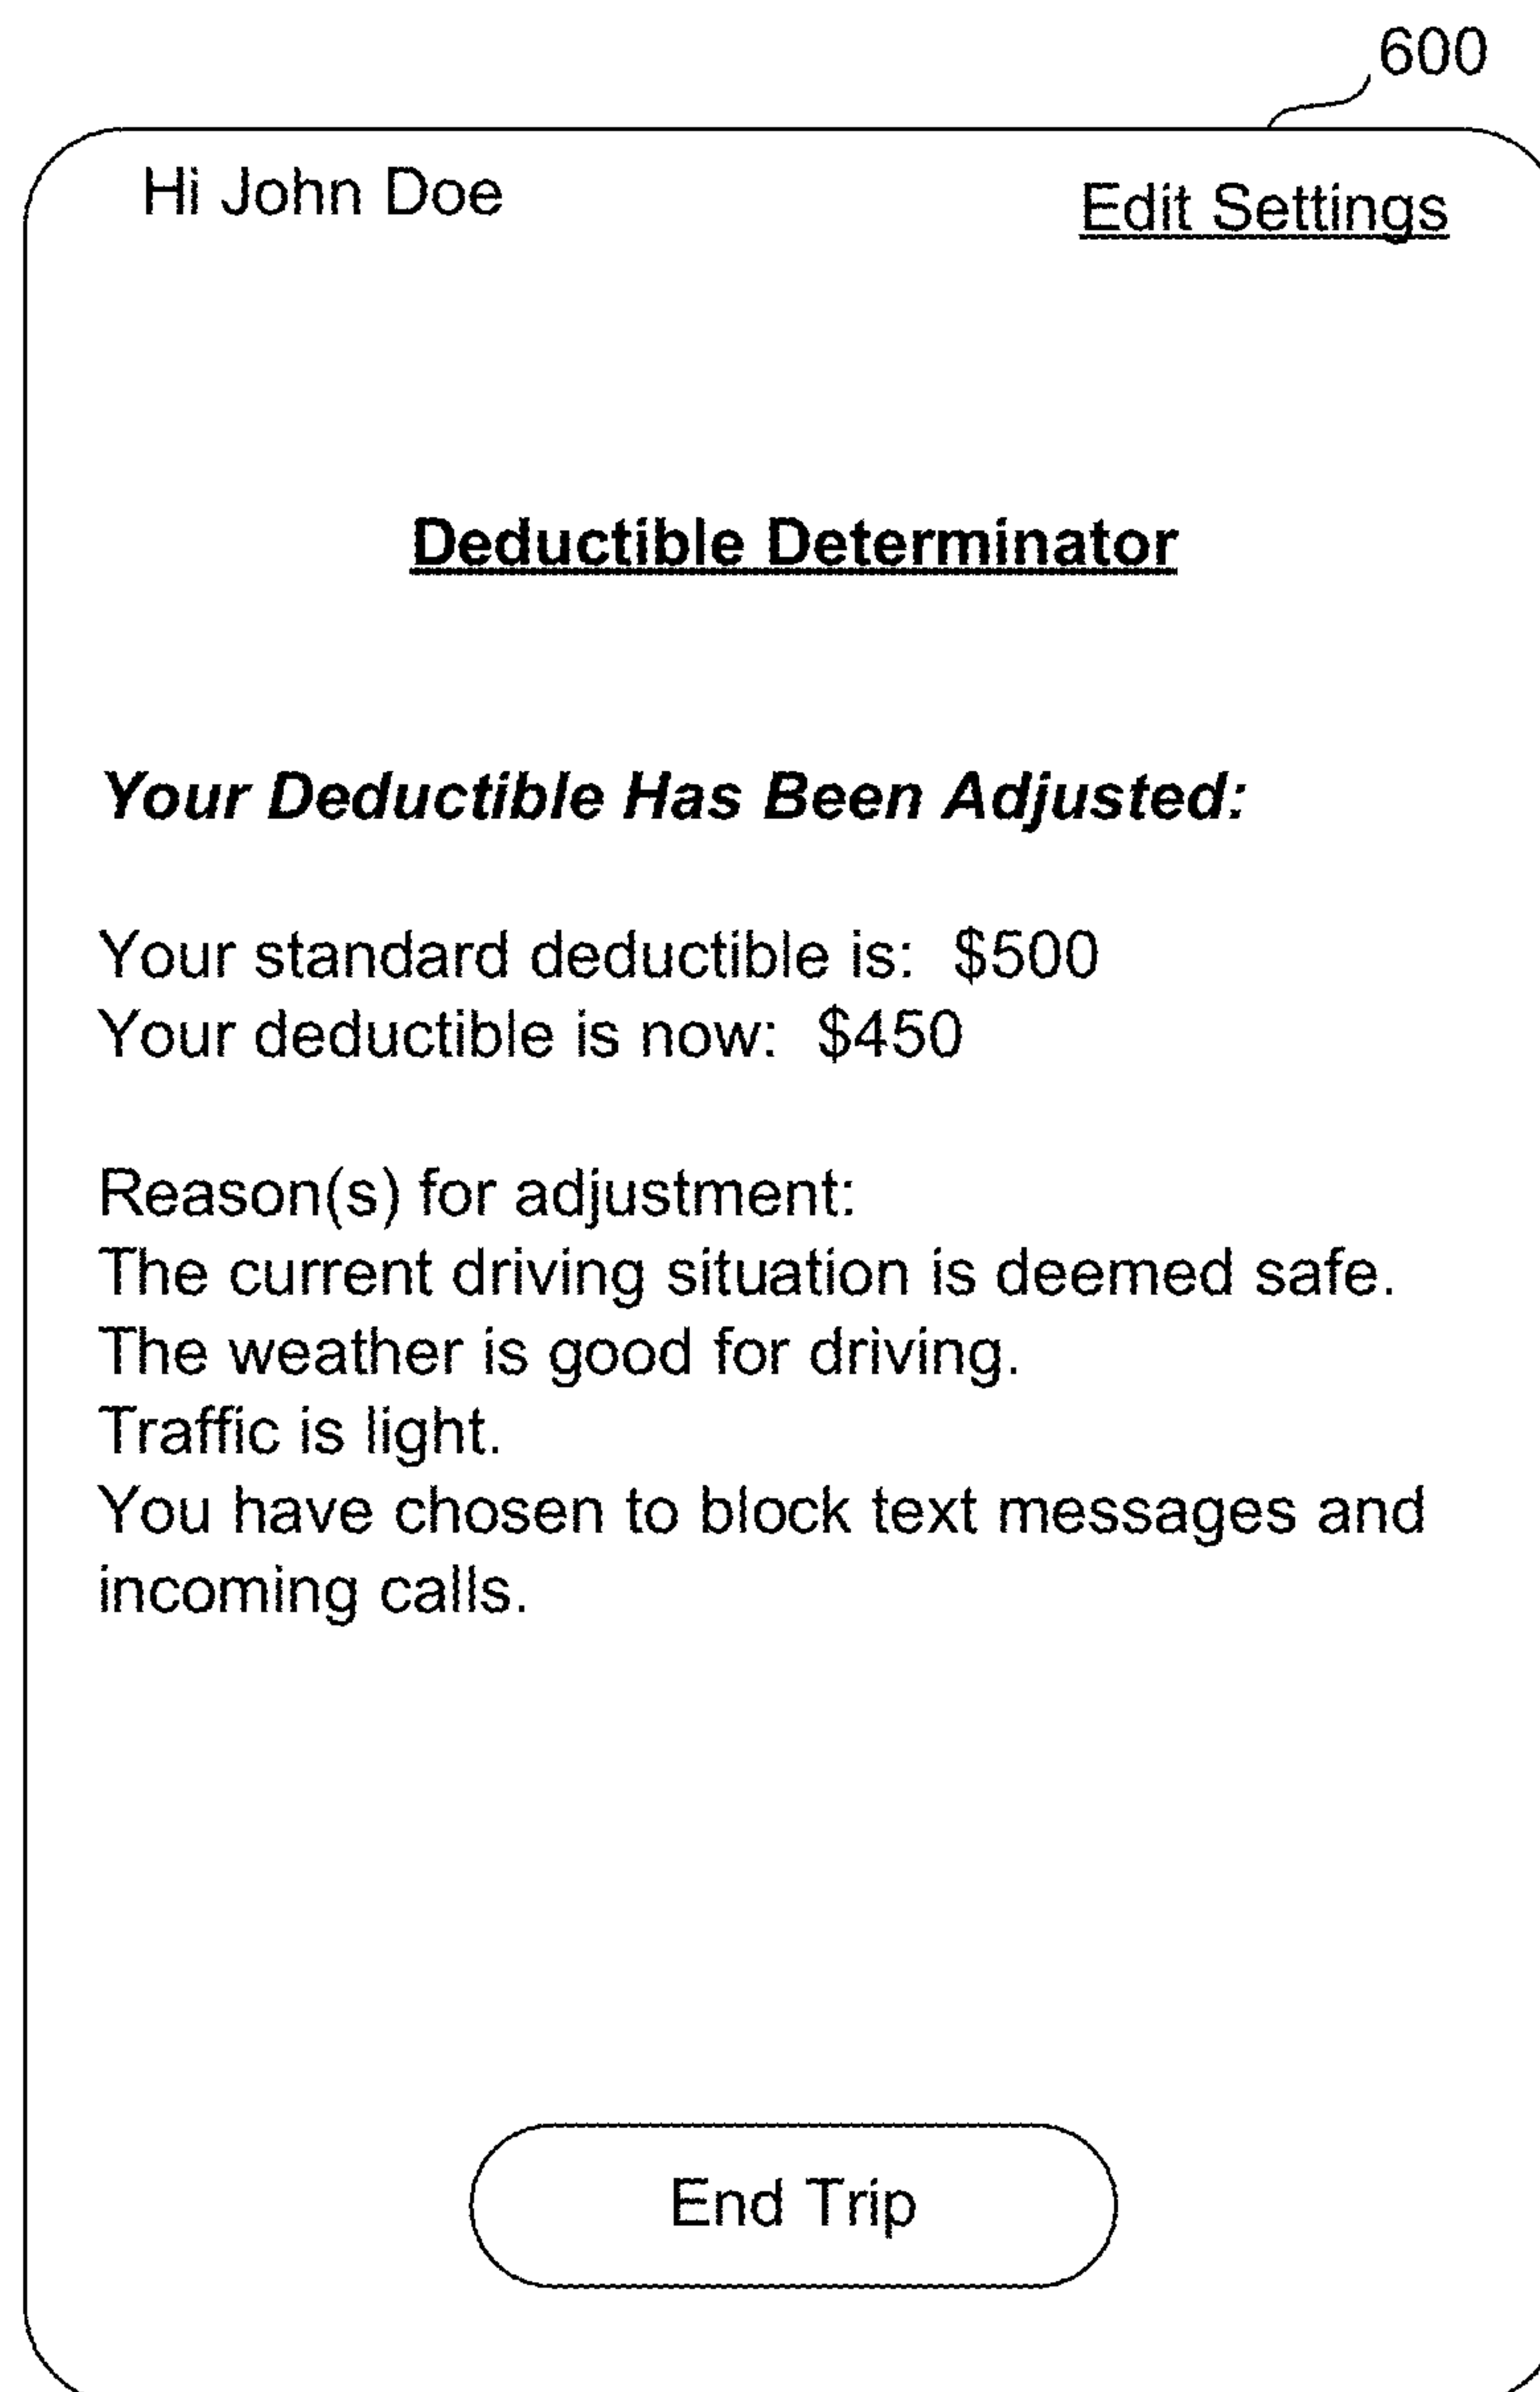 600
Hi John Doe
Edit Settings
Deductible Determinator
Your Deductible Has Been Adjusted:
Your standard deductible is: $500
Your deductible is now: $450
Reason(s) for adjustment:
The current driving situation is deemed safe.
The weather is good for driving.
Traffic is light.
You have chosen to block text messages and
incoming calls.
End Trip